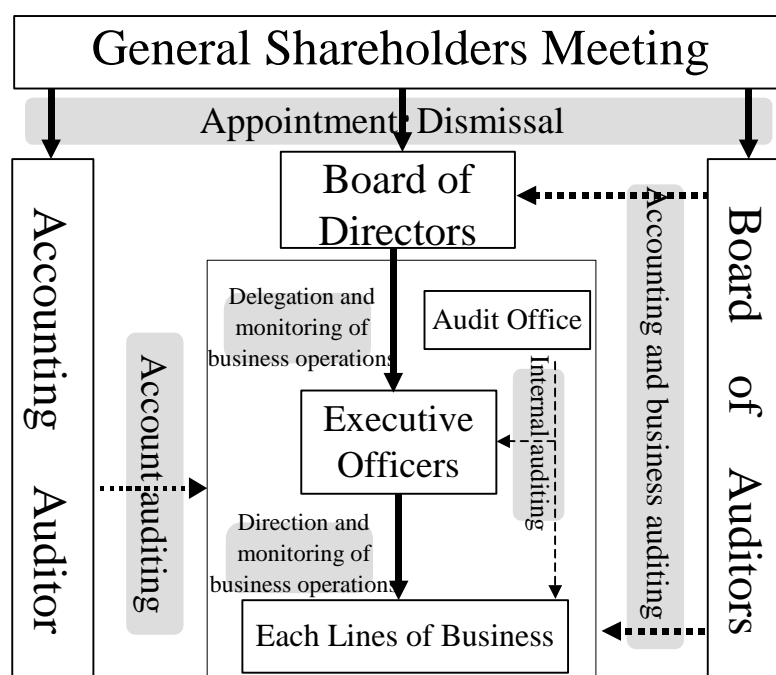 General Shareholders Meeting
Appointment; Dismissal
Board of
Directors
Accounting Auditor
Account auditing
Delegation and
monitoring of
business operations
Audit Office
Internal auditing
Executive
Officers
Direction and
monitoring of
business operations
Each Lines of Business
Accounting and business auditing
Board of Auditors